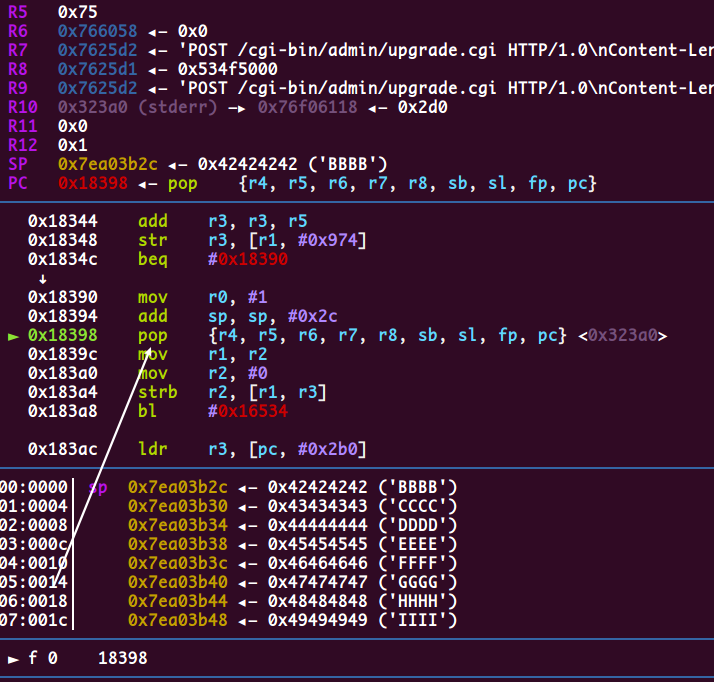 R5 0x75
R6 0x766058 ◂— 0x0
R7 0x7625d2 ◂— 'POST /cgi-bin/admin/upgrade.cgi HTTP/1.0\nContent-Ler
R8 0x7625d1 ◂— 0x534f5000
R9 0x7625d2 ◂— 'POST /cgi-bin/admin/upgrade.cgi HTTP/1.0\nContent-Ler
R10 0x323a0 (stderr) —▸ 0x76f06118 ◂— 0x2d0
R11 0x0
R12 0x1
SP 0x7ea03b2c ◂— 0x42424242 ('BBBB')
PC 0x18398 ◂— pop {r4, r5, r6, r7, r8, sb, sl, fp, pc}
0x18344 add r3, r3, r5
0x18348 str r3, [r1, #0x974]
0x1834c beq #0x18390
↓
0x18390 mov r0, #1
0x18394 add sp, sp, #0x2c
► 0x18398 pop {r4, r5, r6, r7, r8, sb, sl, fp, pc} <0x323a0>
0x1839c mov r1, r2
0x183a0 mov r2, #0
0x183a4 strb r2, [r1, r3]
0x183a8 bl #0x16534
0x183ac ldr r3, [pc, #0x2b0]
00:0000 sp 0x7ea03b2c ◂— 0x42424242 ('BBBB')
01:0004 0x7ea03b30 ◂— 0x43434343 ('CCCC')
02:0008 0x7ea03b34 ◂— 0x44444444 ('DDDD')
03:000c 0x7ea03b38 ◂— 0x45454545 ('EEEE')
04:0010 0x7ea03b3c ◂— 0x46464646 ('FFFF')
05:0014 0x7ea03b40 ◂— 0x47474747 ('GGGG')
06:0018 0x7ea03b44 ◂— 0x48484848 ('HHHH')
07:001c 0x7ea03b48 ◂— 0x49494949 ('IIII')
► f 0 18398